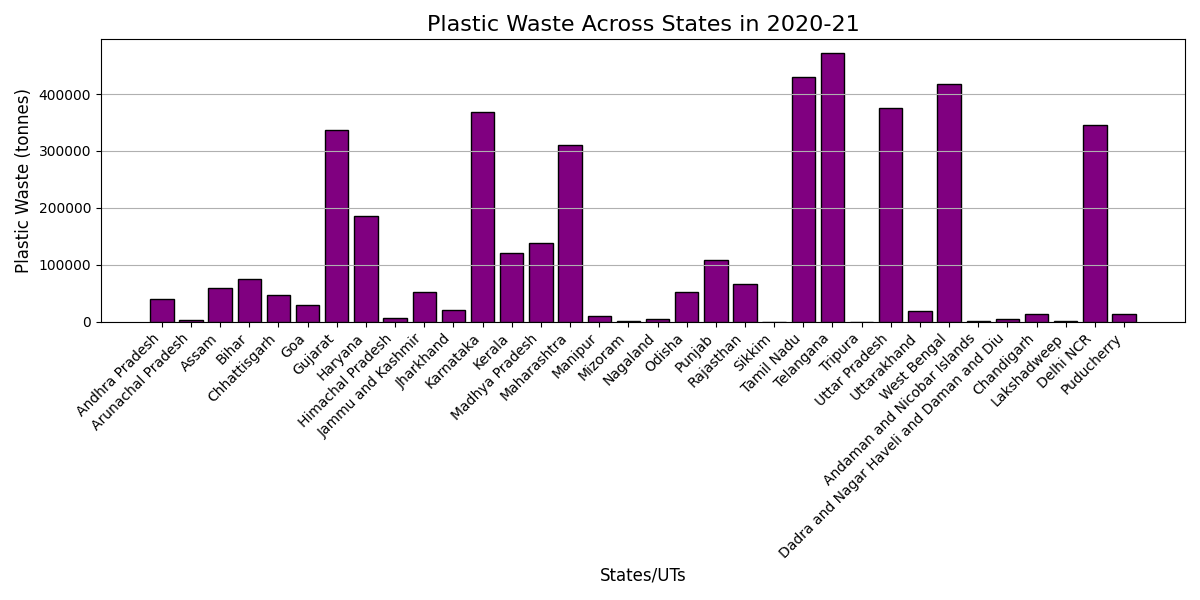 Plastic Waste Across States in 2020-21
Plastic Waste (tonnes)
400000
300000
200000
100000
0
Andhra Pradesh
Arunachal Pradesh
Assam
Bihar
Chhattisgarh
Goa
Gujarat
Haryana
Himachal Pradesh
Jammu and Kashmir
Jharkhand
Karnataka
Kerala
Madhya Pradesh
Maharashtra
Manipur
Mizoram
Nagaland
Odisha
Punjab
Rajasthan
Sikkim
Tamil Nadu
Telangana
Tripura
Uttar Pradesh
Uttarakhand
West Bengal
Andaman and Nicobar Islands
Dadra and Nagar Haveli and Daman and Diu
Chandigarh
Lakshadweep
Delhi NCR
Puducherry
States/UTs